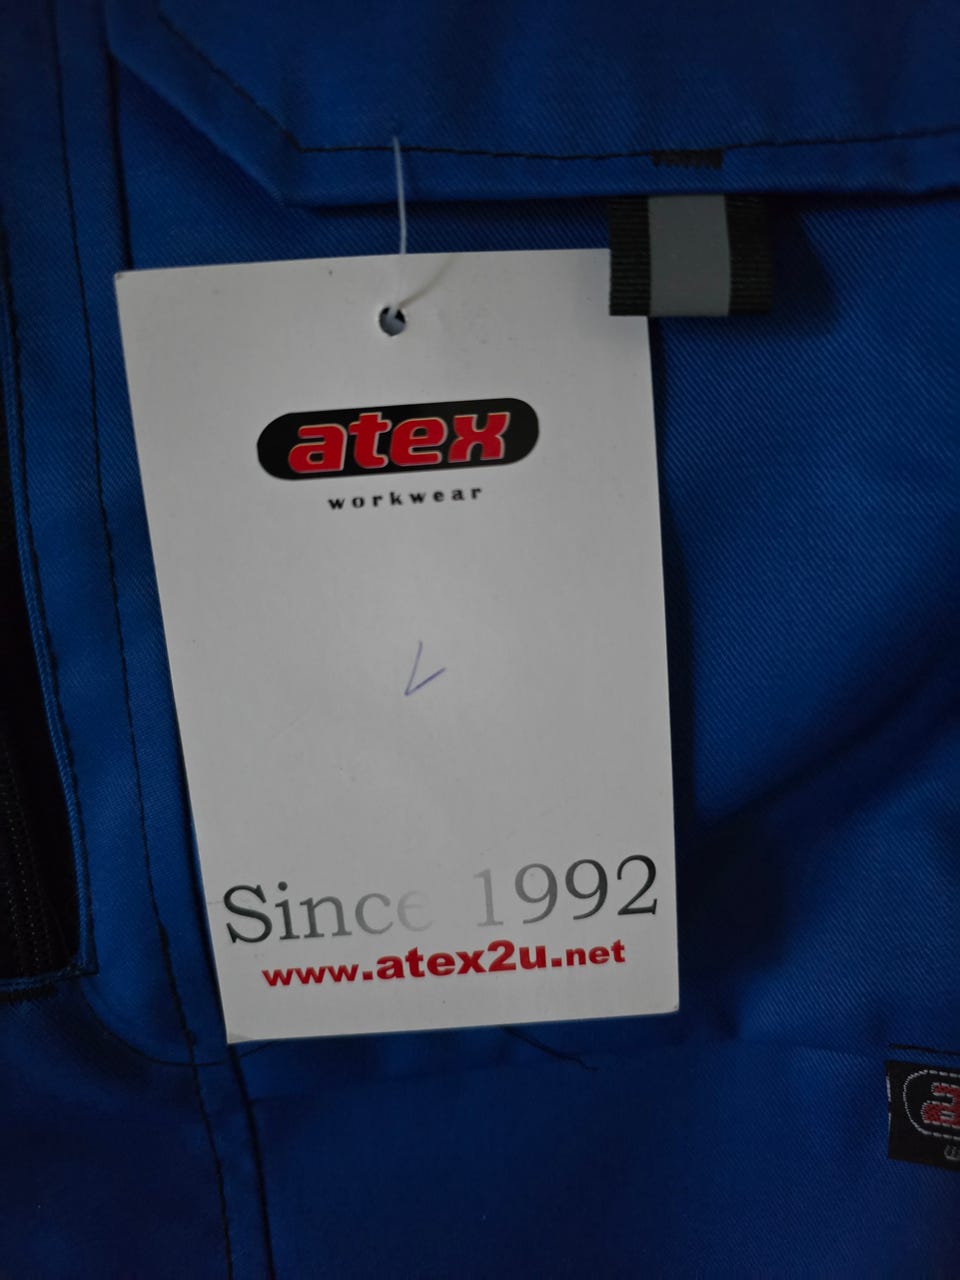 atex
workwear
L
Since 1992
www.atex2u.net